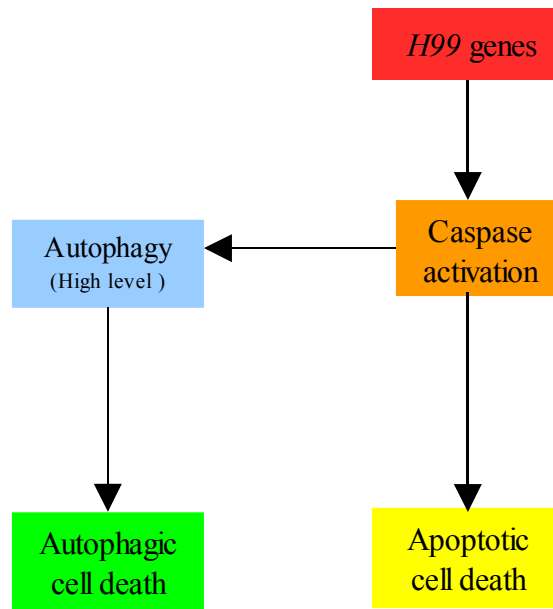 H99 genes
Caspase
activation
Autophagy
(High level )
Autophagic
cell death
Apoptotic
cell death